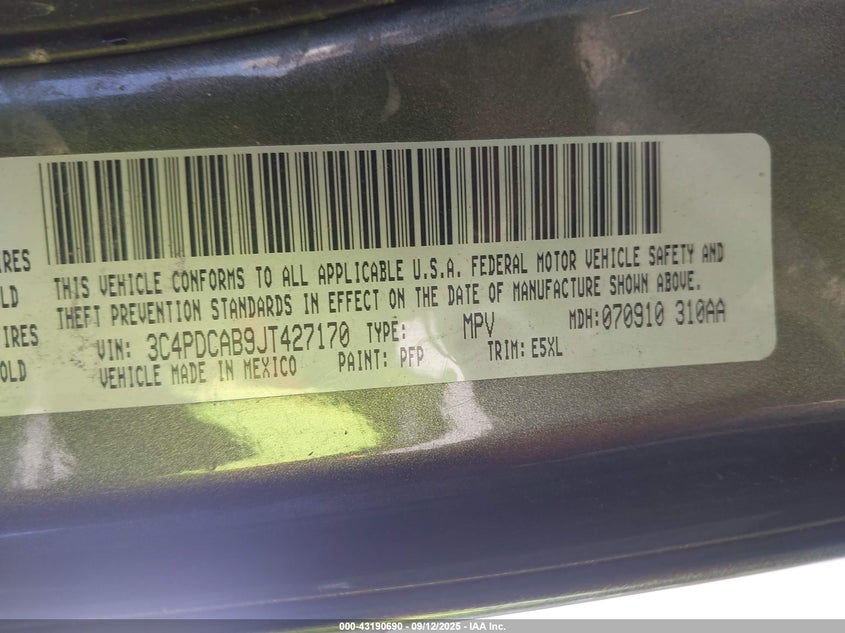 IRES
OLD
IRES
OLD
THIS VEHICLE CONFORMS TO ALL APPLICABLE U.S.A. FEDERAL MOTOR VEHICLE SAFETY AND
THEFT PREVENTION STANDARDS IN EFFECT ON THE DATE OF MANUFACTURE SHOWN ABOVE.
VIN: 3C4PDCAB9JT427170 TYPE: MPV MDH:070910 310AA
VEHICLE MADE IN MEXICO PAINT: PFP TRIM: E5XL
000-43190690 - 09/12/2025 - IAA Inc.